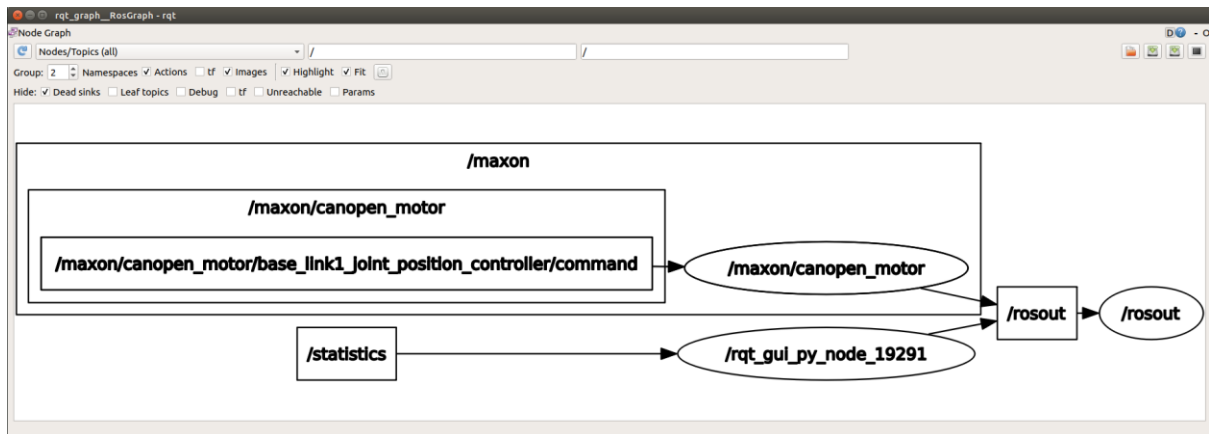 rqt_graph__RosGraph - rqt
Node Graph
D
- O
Nodes/Topics (all)
/
/
Group: 2 Namespaces Actions tf Images Highlight Fit
Hide: Dead sinks Leaf topics Debug tf Unreachable Params
/maxon
/maxon/canopen_motor
/maxon/canopen_motor/base_link1_joint_position_controller/command
/maxon/canopen_motor
/rosout
/rosout
/statistics
/rqt_gui_py_node_19291